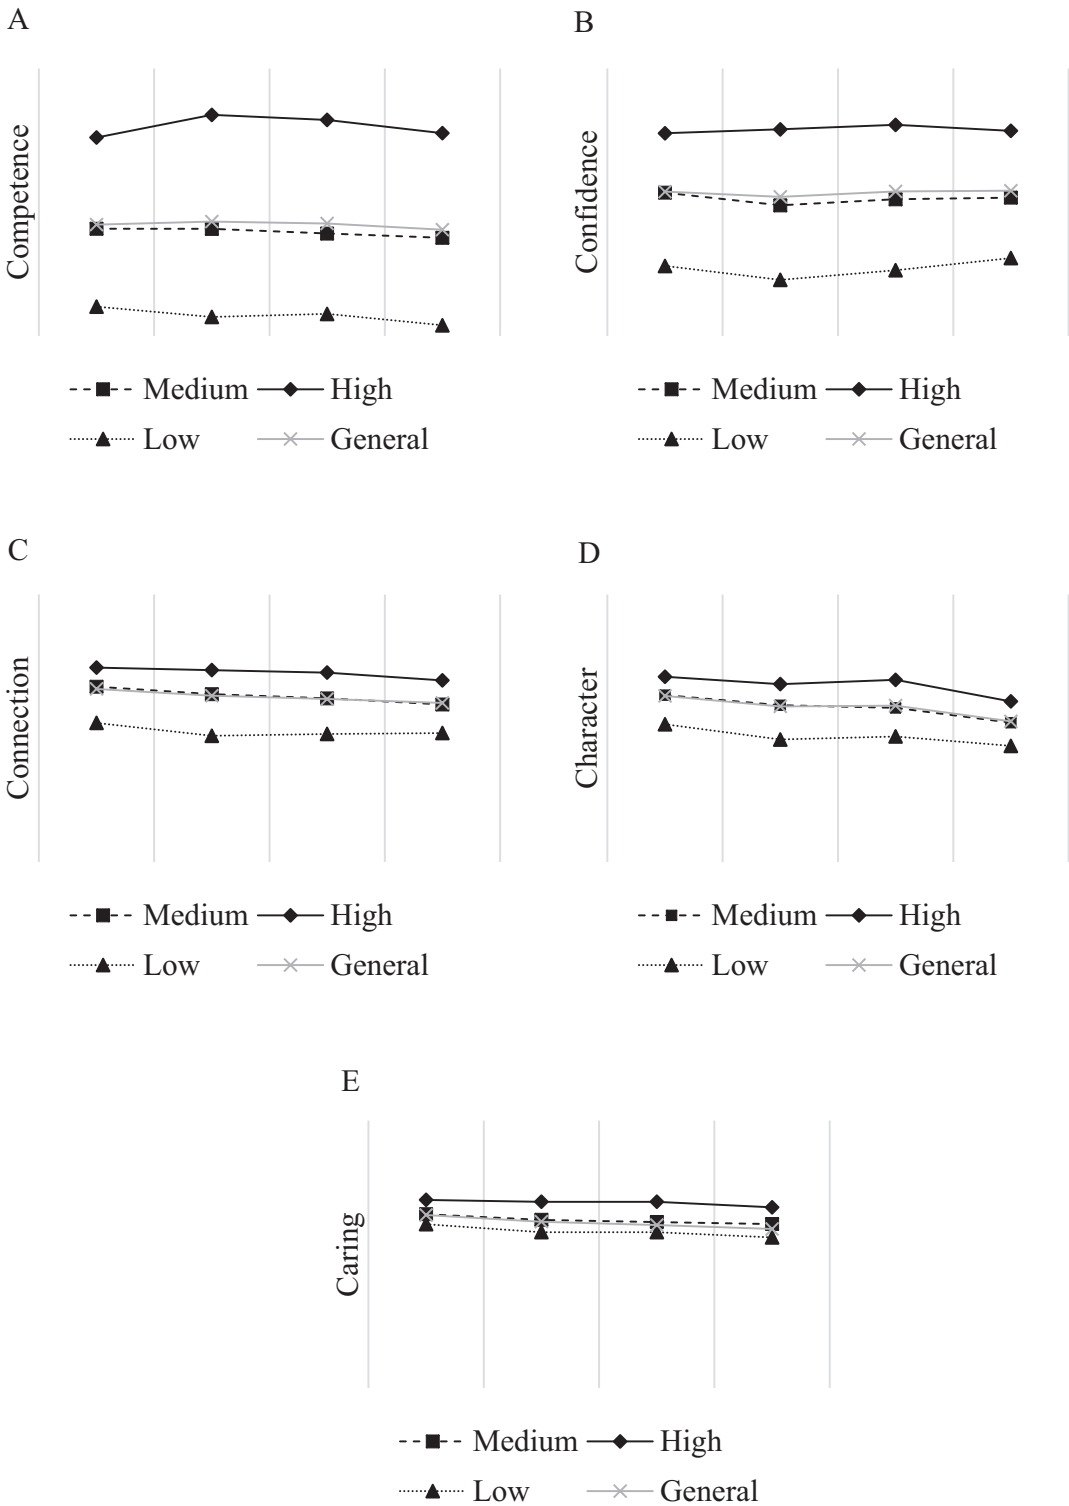 A
Competence
Medium High
Low General
B
Confidence
Medium High
Low General
C
Connection
Medium High
Low General
D
Character
Medium High
Low General
E
Caring
Medium High
Low General